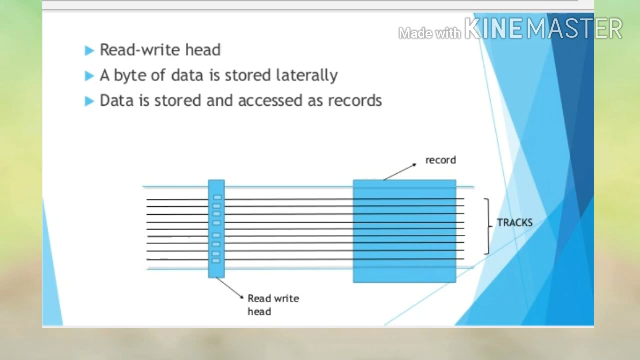 Made with KINEMASTER
Read-write head
A byte of data is stored laterally
Data is stored and accessed as records
record
TRACKS
Read write
head